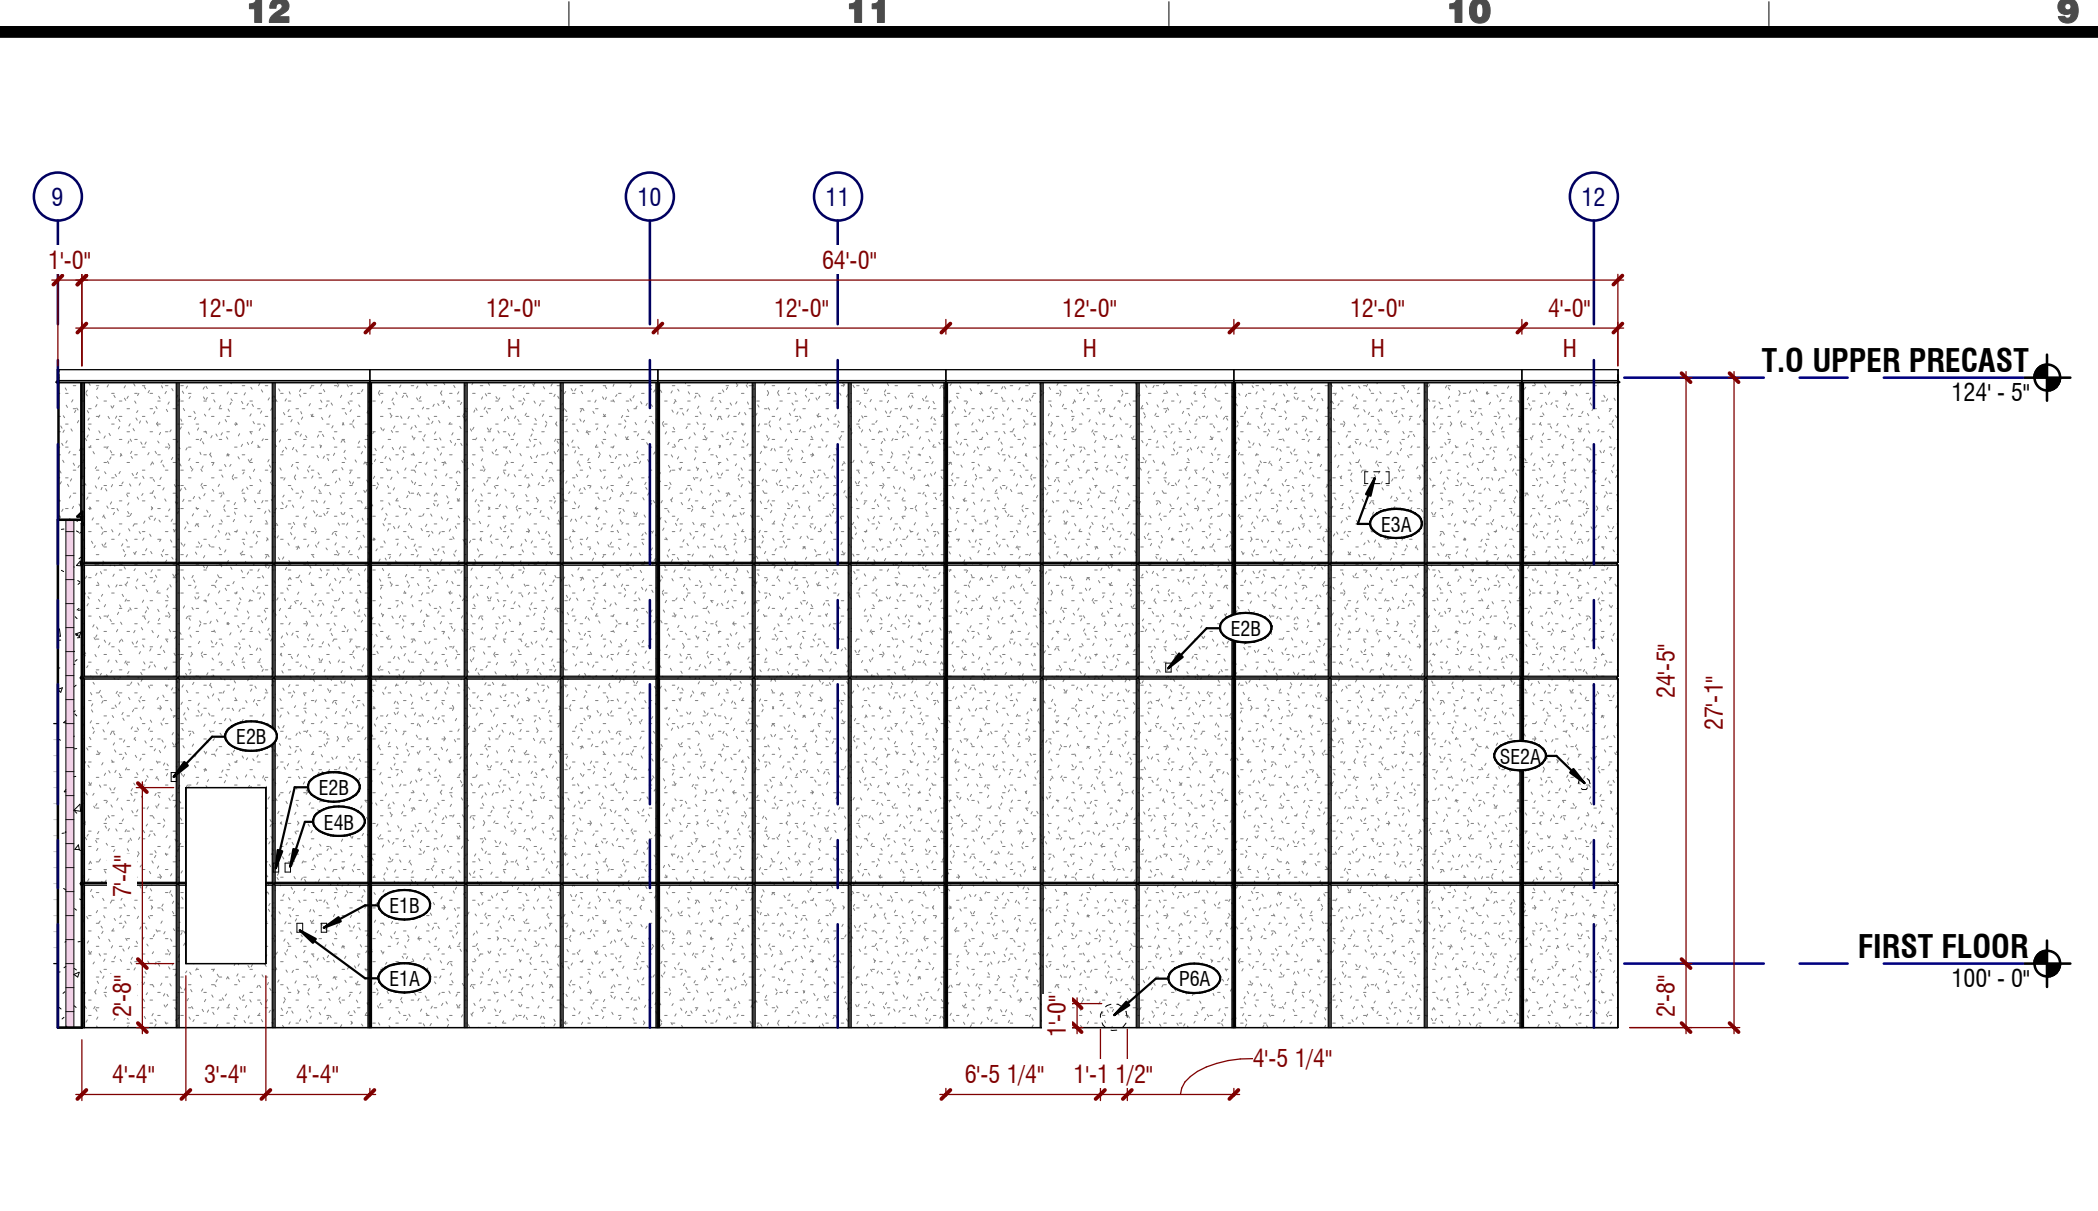 12 11 10 9
9 10 11 12
1'-0" 64'-0"
12'-0" 12'-0" 12'-0" 12'-0" 12'-0" 4'-0"
H H H H H H
T.O UPPER PRECAST
124' - 5"
E3A
E2B
24'-5"
27'-1"
E2B
SE2A
E2B
E4B
7'-4"
E1B
FIRST FLOOR
100' - 0"
E1A
P6A
2'-8"
1'-0"
2'-8"
4'-4" 3'-4" 4'-4"
6'-5 1/4" 1'-1 1/2" 4'-5 1/4"